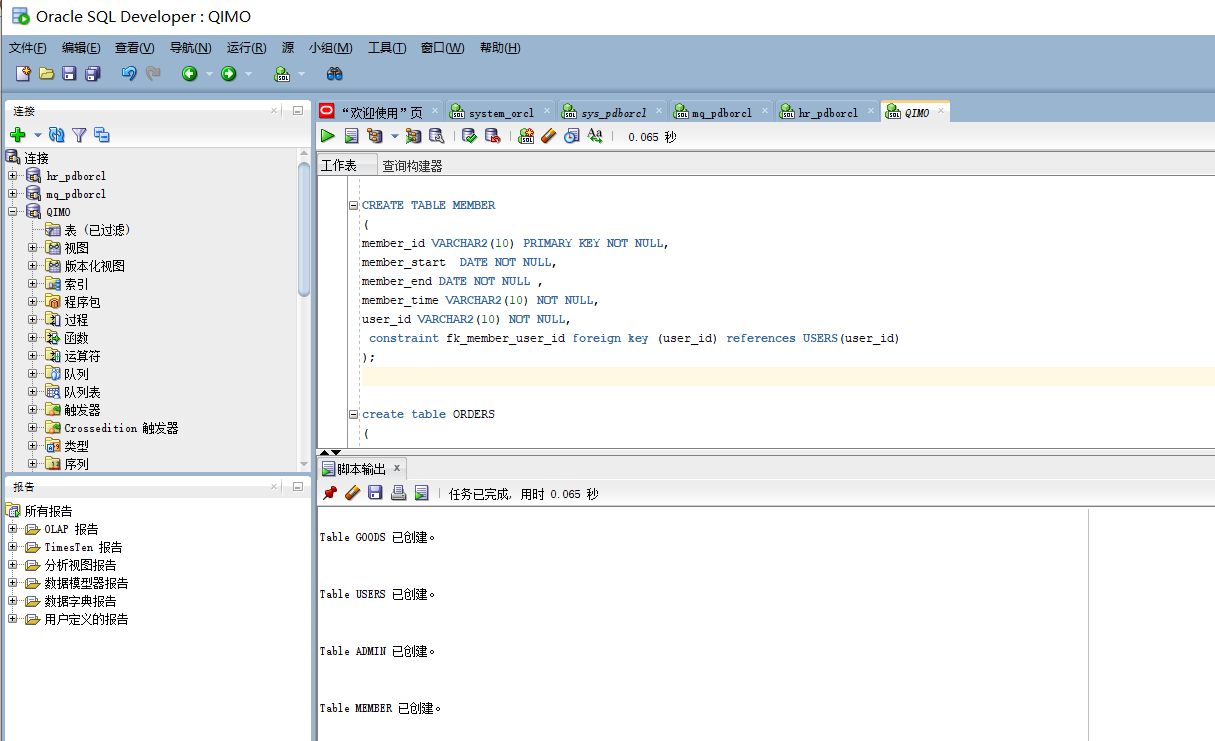 Oracle SQL Developer : QIMO
文件(F) 编辑(E) 查看(V) 导航(N) 运行(R) 源 小组(M) 工具(T) 窗口(W) 帮助(H)
连接
连接
hr_pdborcl
mq_pdborcl
QIMO
表 (已过滤)
视图
版本化视图
索引
程序包
过程
函数
运算符
队列
队列表
触发器
Crossedition 触发器
类型
序列
报告
所有报告
OLAP 报告
TimesTen 报告
分析视图报告
数据模型器报告
数据字典报告
用户定义的报告
“欢迎使用”页 system_orcl sys_pdborcl mq_pdborcl hr_pdborcl QIMO
0.065 秒
工作表 查询构建器
CREATE TABLE MEMBER
(
member_id VARCHAR2(10) PRIMARY KEY NOT NULL,
member_start  DATE NOT NULL,
member_end DATE NOT NULL ,
member_time VARCHAR2(10) NOT NULL,
user_id VARCHAR2(10) NOT NULL,
constraint fk_member_user_id foreign key (user_id) references USERS(user_id)
);
create table ORDERS
(
脚本输出
任务已完成, 用时 0.065 秒
Table GOODS 已创建。
Table USERS 已创建。
Table ADMIN 已创建。
Table MEMBER 已创建。